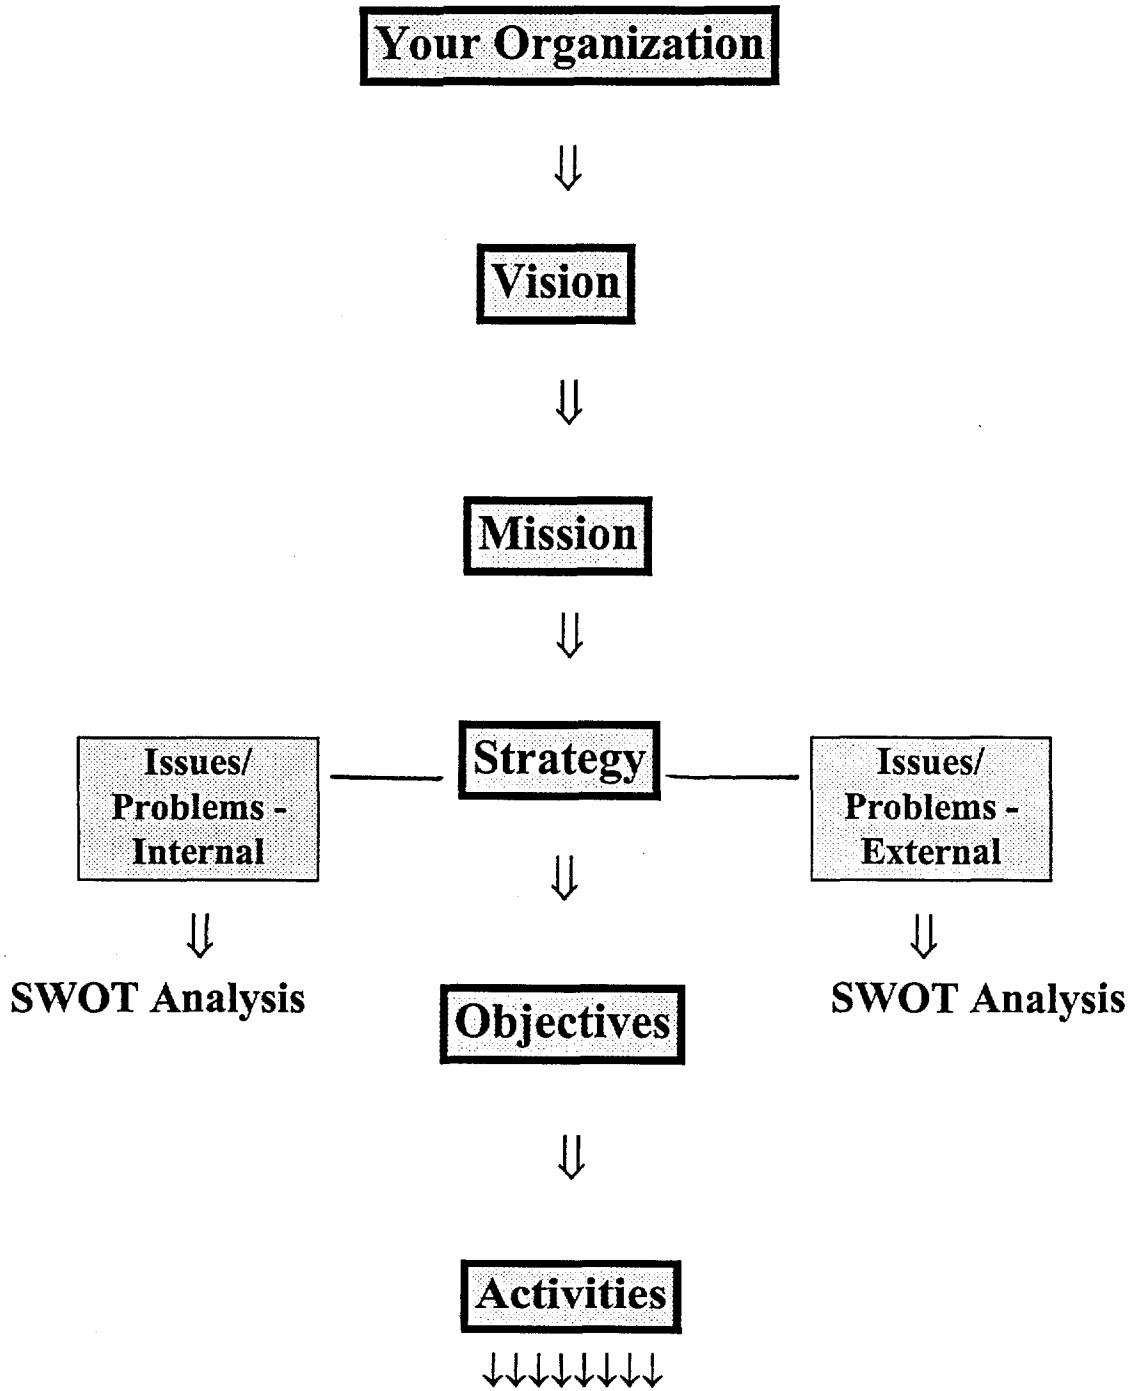 Your Organization
Vision
Mission
Strategy
Issues/
Problems -
Internal
Issues/
Problems -
External
SWOT Analysis
SWOT Analysis
Objectives
Activities